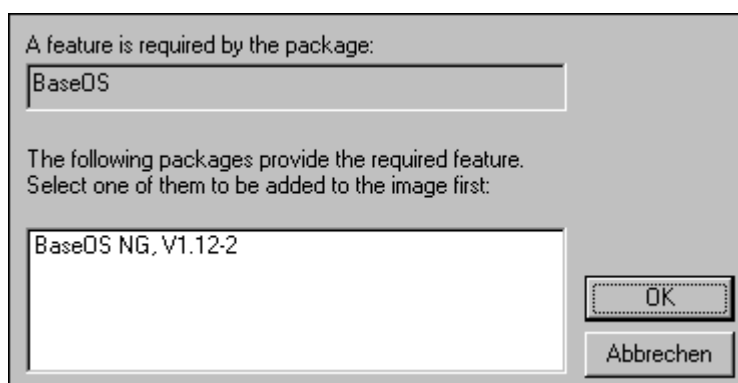 A feature is required by the package:
BaseOS
The following packages provide the required feature.
Select one of them to be added to the image first:
BaseOS NG, V1.12-2
OK
Abbrechen